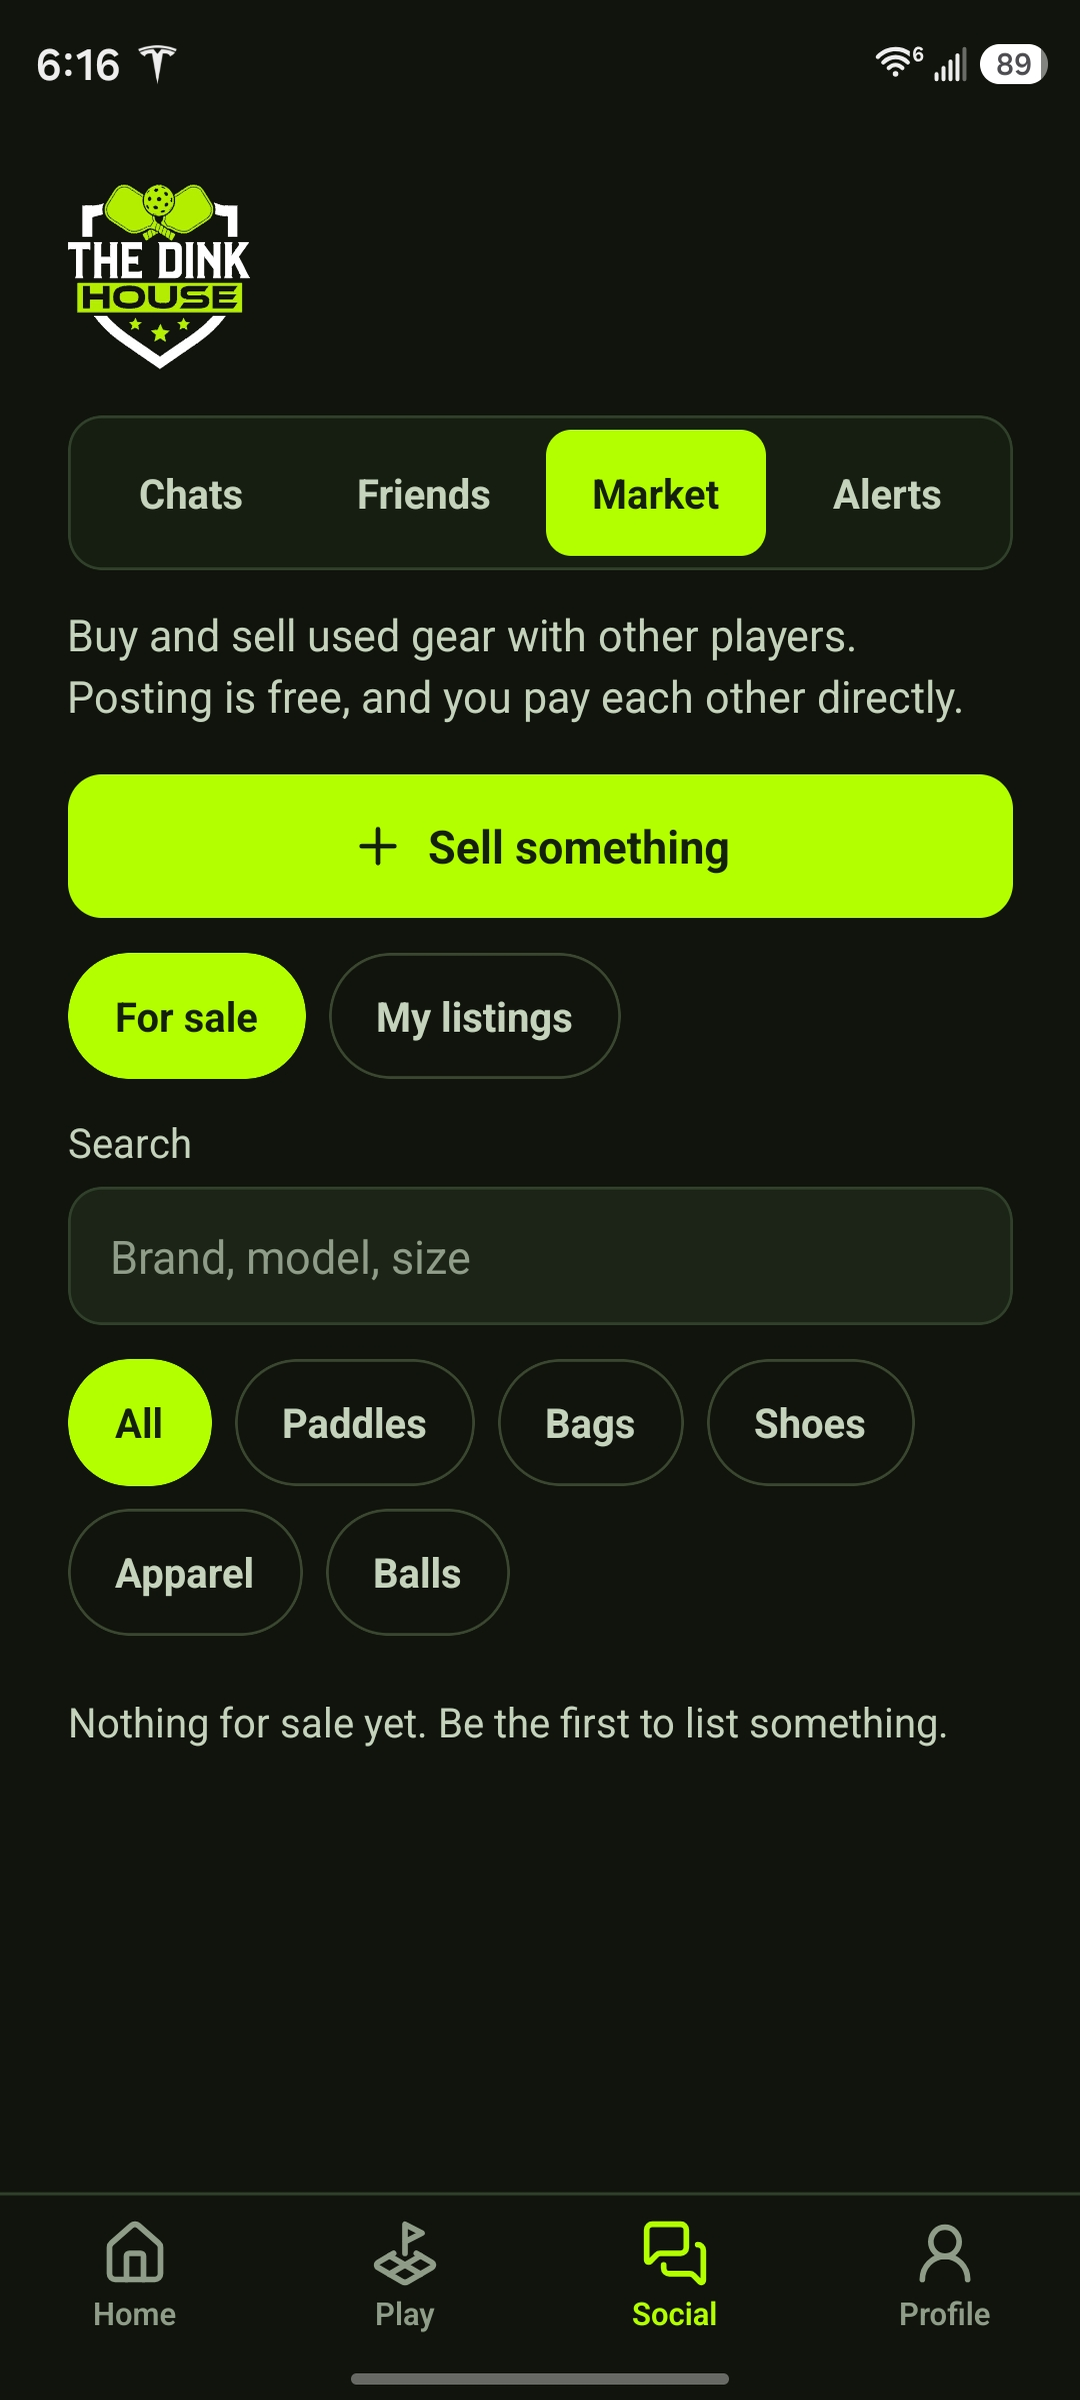 6:16
6
89
THE DINK
HOUSE
Chats Friends Market Alerts
Buy and sell used gear with other players.
Posting is free, and you pay each other directly.
+ Sell something
For sale My listings
Search
Brand, model, size
All Paddles Bags Shoes
Apparel Balls
Nothing for sale yet. Be the first to list something.
Home Play Social Profile